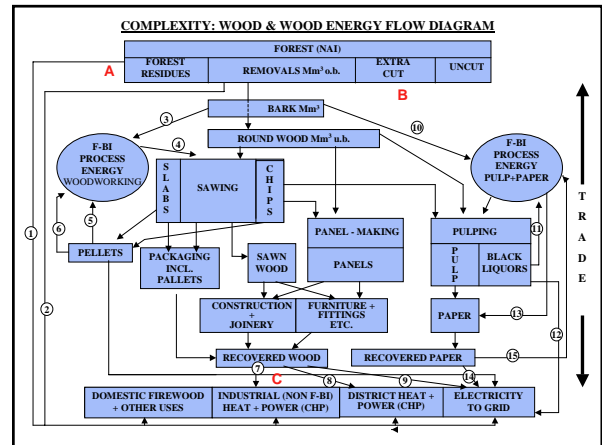 COMPLEXITY: WOOD & WOOD ENERGY FLOW DIAGRAM
FOREST (NAI)
A
FOREST
RESIDUES
REMOVALS Mm³ o.b.
EXTRA
CUT
UNCUT
B
3
BARK Mm³
10
4
ROUND WOOD Mm³ u.b.
F-BI
PROCESS
ENERGY
WOODWORKING
F-BI
PROCESS
ENERGY
PULP+PAPER
SLABS
SAWING
CHIPS
TRADE
1
6
5
11
PELLETS
PACKAGING
INCL.
PALLETS
SAWN
WOOD
PANEL - MAKING
PANELS
PULPING
PULP
BLACK
LIQUORS
2
CONSTRUCTION
+
JOINERY
FURNITURE +
FITTINGS
ETC.
PAPER
13
12
RECOVERED WOOD
RECOVERED PAPER
15
7
C
8
9
14
DOMESTIC FIREWOOD
+ OTHER USES
INDUSTRIAL (NON F-BI)
HEAT + POWER (CHP)
DISTRICT HEAT +
POWER (CHP)
ELECTRICITY
TO GRID